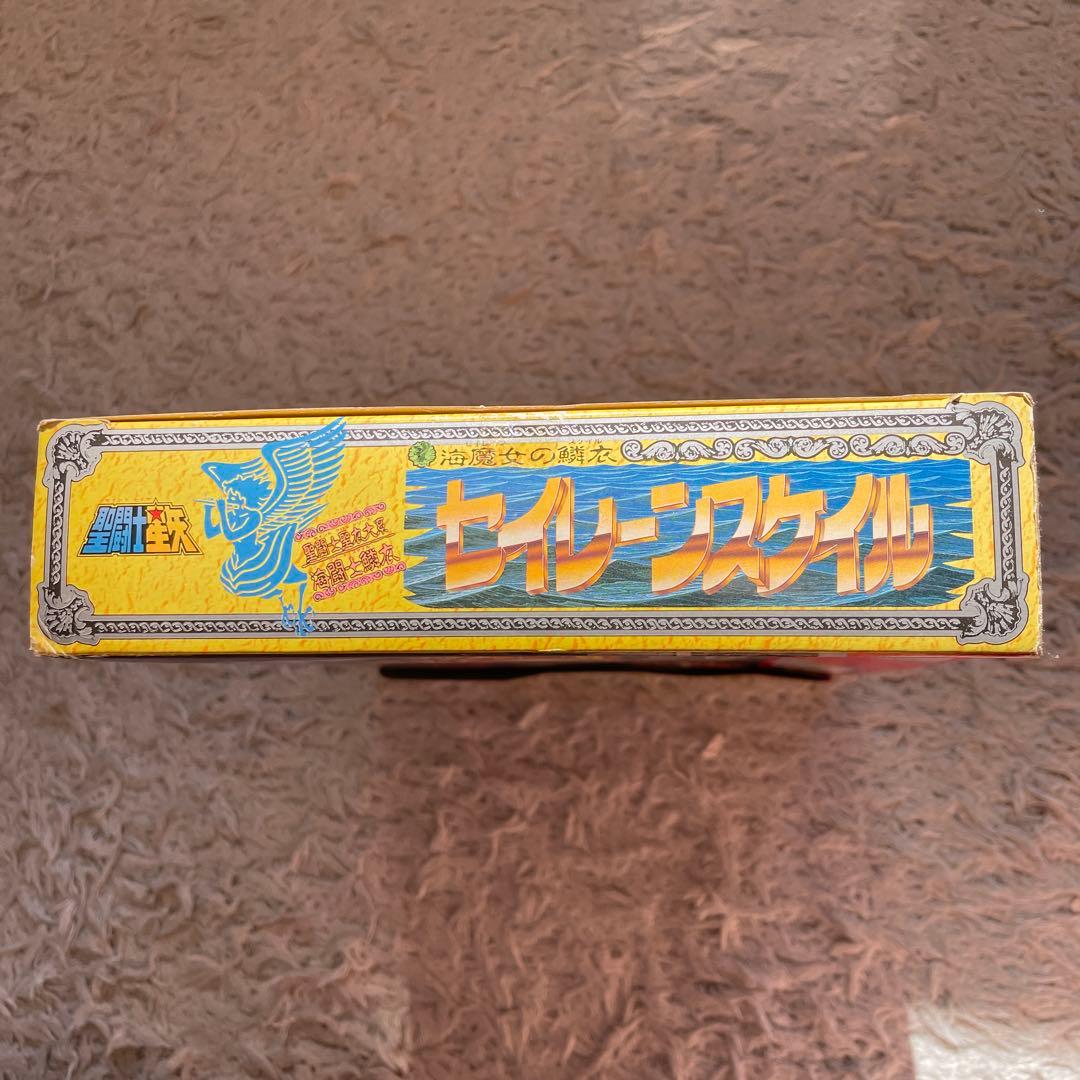 聖闘士星矢
聖闘士聖衣大系
海闘士鱗衣
海魔女の鱗衣
セイレーンスケイル